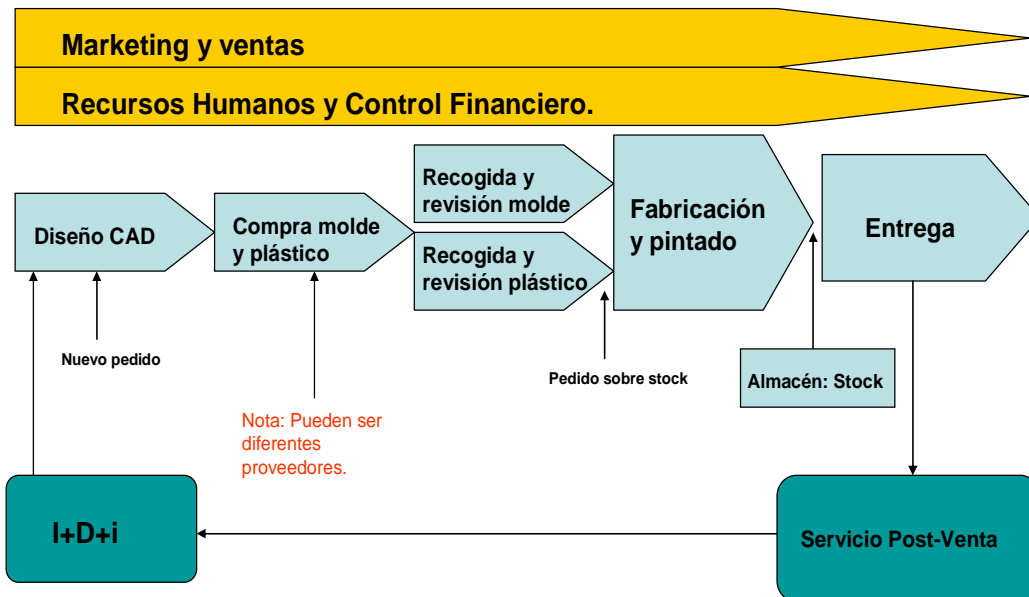 Marketing y ventas
Recursos Humanos y Control Financiero.
Diseño CAD
Compra molde
y plástico
Recogida y
revisión molde
Recogida y
revisión plástico
Fabricación
y pintado
Entrega
Nuevo pedido
Pedido sobre stock
Almacén: Stock
Nota: Pueden ser
diferentes
proveedores.
I+D+i
Servicio Post-Venta